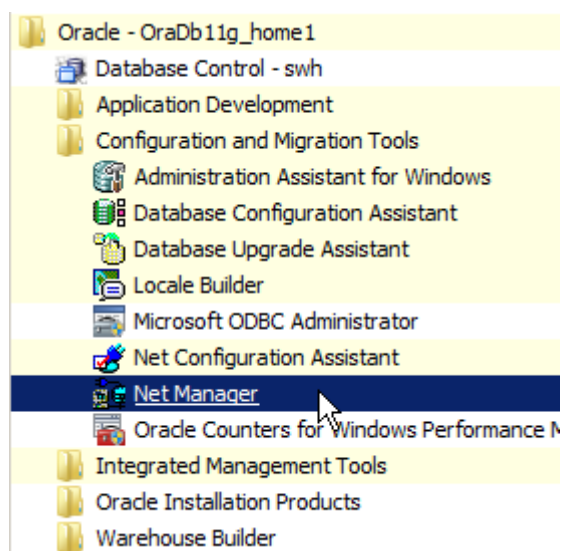 Oracle - OraDb11g_home1
Database Control - swh
Application Development
Configuration and Migration Tools
Administration Assistant for Windows
Database Configuration Assistant
Database Upgrade Assistant
Locale Builder
Microsoft ODBC Administrator
Net Configuration Assistant
Net Manager
Oracle Counters for Windows Performance M
Integrated Management Tools
Oracle Installation Products
Warehouse Builder